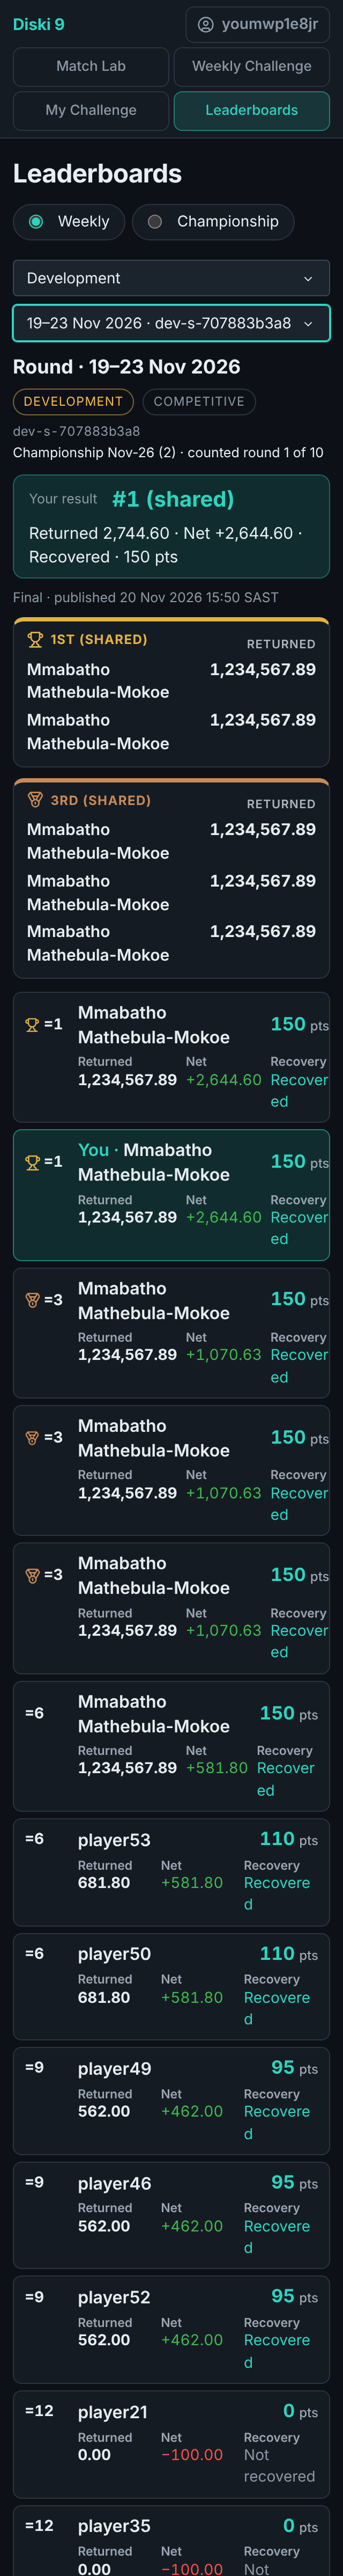 Diski 9
youmwp1e8jr
Match Lab
Weekly Challenge
My Challenge
Leaderboards
Leaderboards
Weekly
Championship
Development
19–23 Nov 2026 · dev-s-707883b3a8
Round · 19–23 Nov 2026
DEVELOPMENT
COMPETITIVE
dev-s-707883b3a8
Championship Nov-26 (2) · counted round 1 of 10
Your result #1 (shared)
Returned 2,744.60 · Net +2,644.60 ·
Recovered · 150 pts
Final · published 20 Nov 2026 15:50 SAST
1ST (SHARED) RETURNED
Mmabatho 1,234,567.89
Mathebula-Mokoe
Mmabatho 1,234,567.89
Mathebula-Mokoe
3RD (SHARED) RETURNED
Mmabatho 1,234,567.89
Mathebula-Mokoe
Mmabatho 1,234,567.89
Mathebula-Mokoe
Mmabatho 1,234,567.89
Mathebula-Mokoe
=1 Mmabatho 150 pts
Mathebula-Mokoe
Returned Net Recovery
1,234,567.89 +2,644.60 Recover
ed
=1 You · Mmabatho 150 pts
Mathebula-Mokoe
Returned Net Recovery
1,234,567.89 +2,644.60 Recover
ed
=3 Mmabatho 150 pts
Mathebula-Mokoe
Returned Net Recovery
1,234,567.89 +1,070.63 Recover
ed
=3 Mmabatho 150 pts
Mathebula-Mokoe
Returned Net Recovery
1,234,567.89 +1,070.63 Recover
ed
=3 Mmabatho 150 pts
Mathebula-Mokoe
Returned Net Recovery
1,234,567.89 +1,070.63 Recover
ed
=6 Mmabatho 150 pts
Mathebula-Mokoe
Returned Net Recovery
1,234,567.89 +581.80 Recover
ed
=6 player53 110 pts
Returned Net Recovery
681.80 +581.80 Recovere
d
=6 player50 110 pts
Returned Net Recovery
681.80 +581.80 Recovere
d
=9 player49 95 pts
Returned Net Recovery
562.00 +462.00 Recovere
d
=9 player46 95 pts
Returned Net Recovery
562.00 +462.00 Recovere
d
=9 player52 95 pts
Returned Net Recovery
562.00 +462.00 Recovere
d
=12 player21 0 pts
Returned Net Recovery
0.00 −100.00 Not
recovered
=12 player35 0 pts
Returned Net Recovery
0.00 −100.00 Not